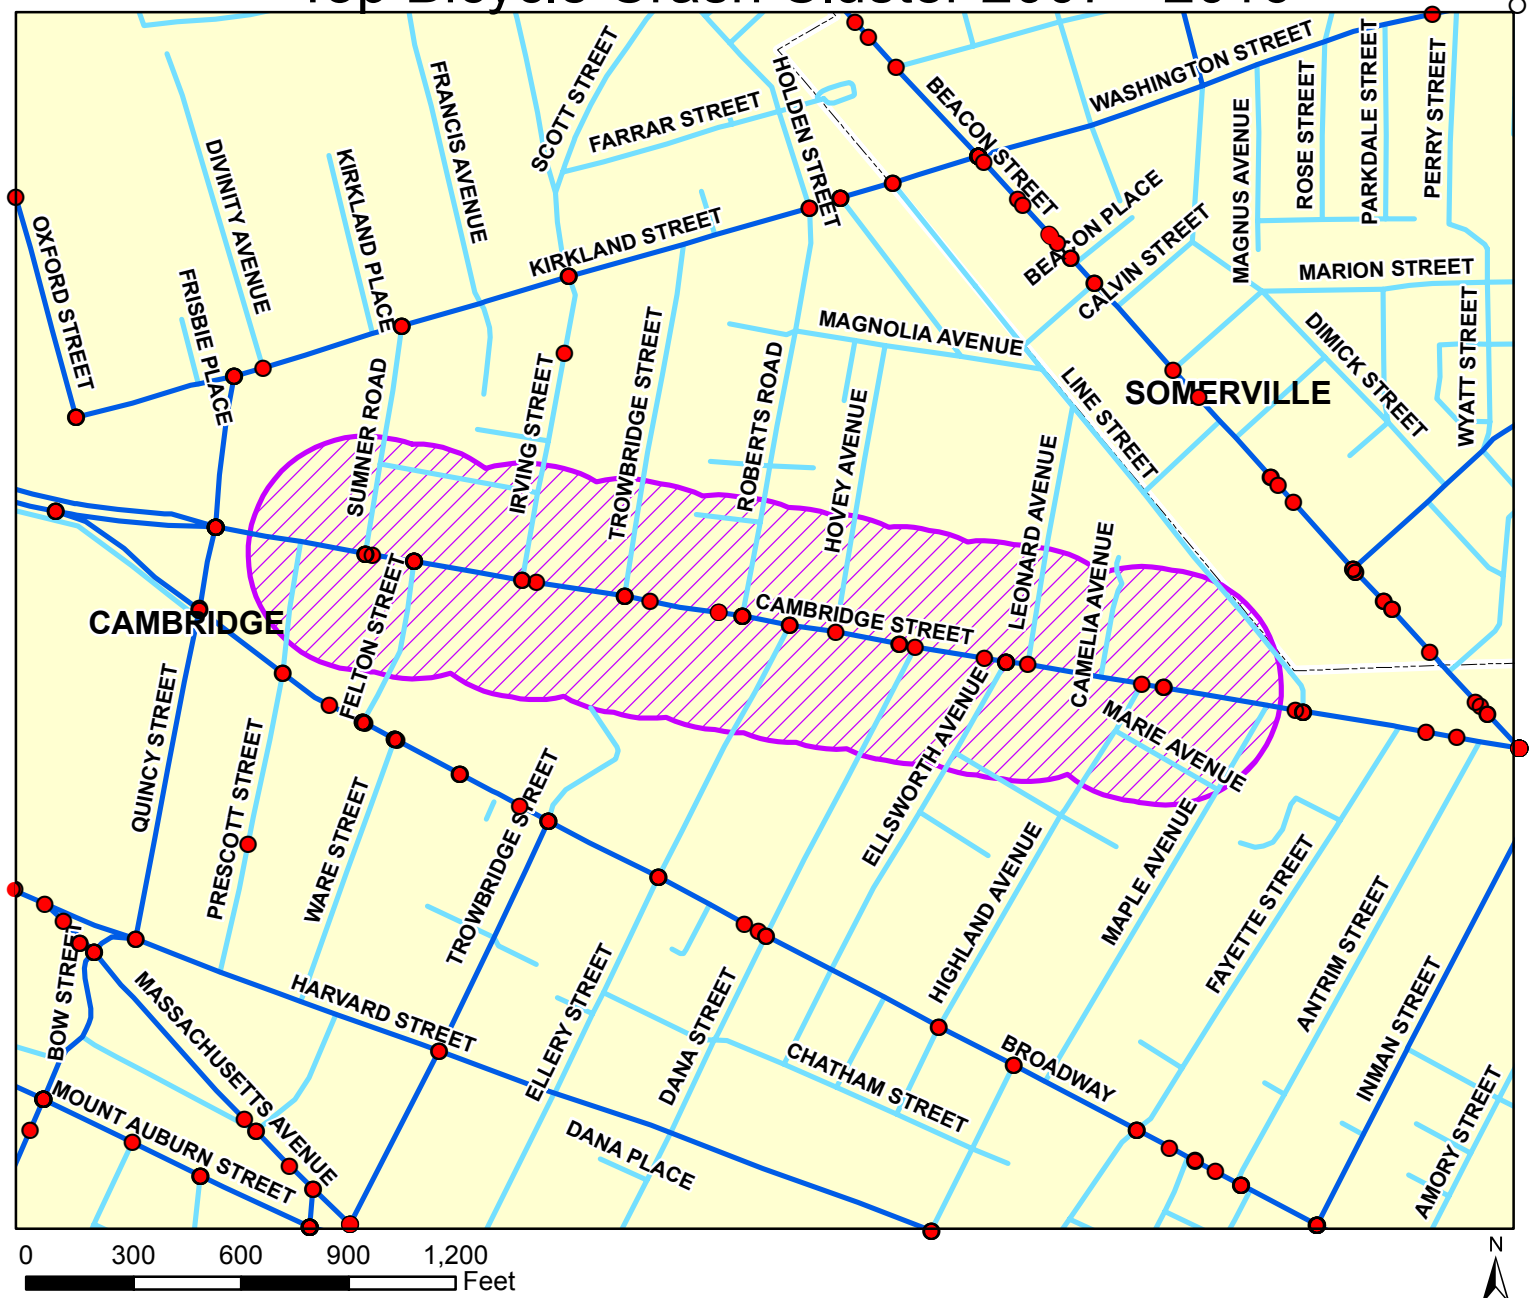 Top Bicycle Crash Cluster
WASHINGTON STREET
SCOTT STREET
FRANCIS AVENUE
HOLDEN STREET
BEACON STREET
PARKDALE STREET
PERRY STREET
ROSE STREET
FARRAR STREET
MAGNUS AVENUE
DIVINITY AVENUE
KIRKLAND PLACE
BEACON PLACE
CALVIN STREET
OXFORD STREET
KIRKLAND STREET
MARION STREET
FRISBIE PLACE
MAGNOLIA AVENUE
DIMICK STREET
WYATT STREET
SUMNER ROAD
IRVING STREET
TROWBRIDGE STREET
ROBERTS ROAD
HOVEY AVENUE
LINE STREET
SOMERVILLE
LEONARD AVENUE
CAMELIA AVENUE
CAMBRIDGE
FELTON STREET
CAMBRIDGE STREET
QUINCY STREET
PRESCOTT STREET
WARE STREET
TROWBRIDGE STREET
ELLSWORTH AVENUE
MARIE AVENUE
HIGHLAND AVENUE
MAPLE AVENUE
FAYETTE STREET
ANTRIM STREET
INMAN STREET
BOW STREET
MASSACHUSETTS AVENUE
HARVARD STREET
ELLERY STREET
DANA STREET
CHATHAM STREET
BROADWAY
AMORY STREET
MOUNT AUBURN STREET
DANA PLACE
0 300 600 900 1,200
Feet
N